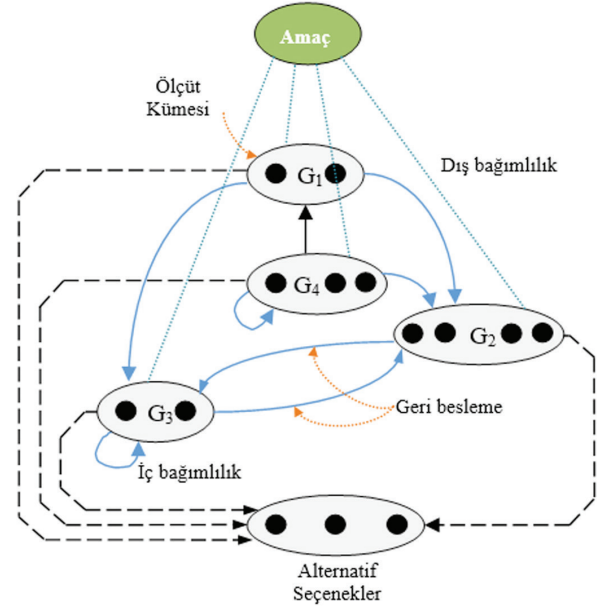 Amaç
Ölçüt
Kümesi
G1
Dış bağımlılık
G4
G2
Geri besleme
G3
İç bağımlılık
Alternatif
Seçenekler